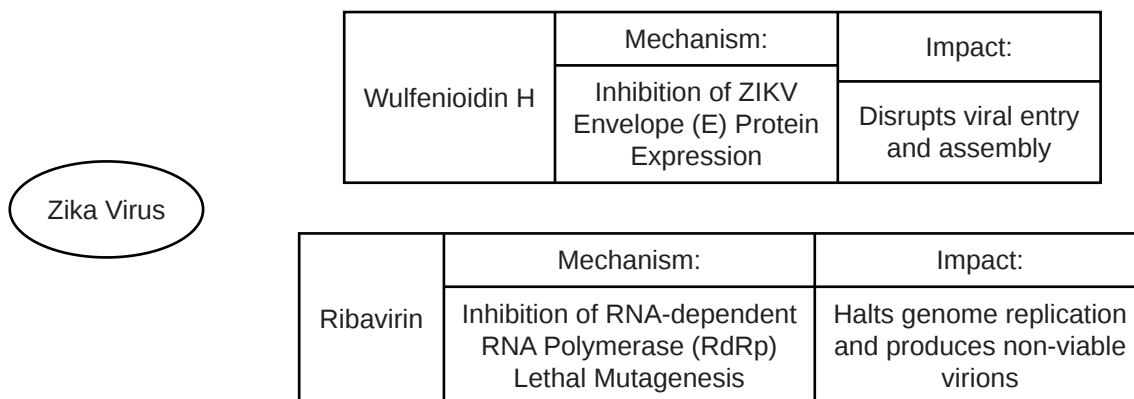 Zika Virus
Wulfenioidin H
Mechanism:
Inhibition of ZIKV
Envelope (E) Protein
Expression
Impact:
Disrupts viral entry
and assembly
Ribavirin
Mechanism:
Inhibition of RNA-dependent
RNA Polymerase (RdRp)
Lethal Mutagenesis
Impact:
Halts genome replication
and produces non-viable
virions